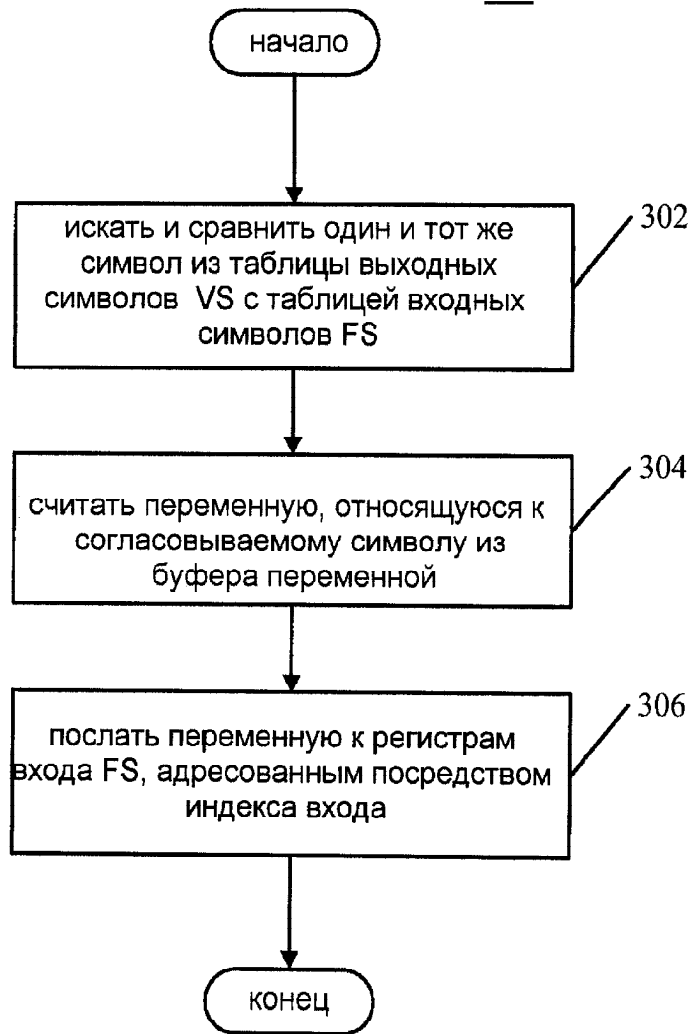 начало
искать и сравнить один и тот же
символ из таблицы выходных
символов VS с таблицей входных
символов FS
302
считать переменную, относящуюся к
согласовываемому символу из
буфера переменной
304
послать переменную к регистрам
входа FS, адресованным посредством
индекса входа
306
конец